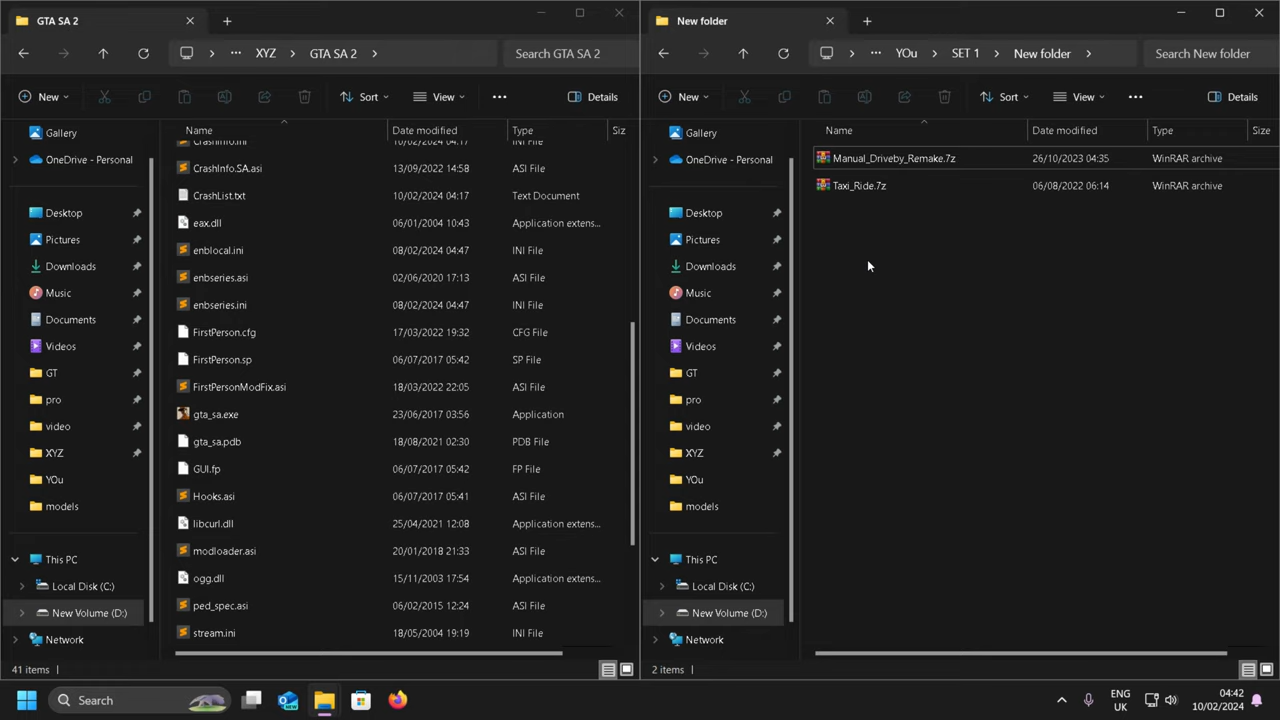 GTA SA 2
New folder
XYZ
GTA SA 2
Search GTA SA 2
YOu
SET 1
New folder
Search New folder
New
Sort
View
Details
New
Sort
View
Details
Name
Date modified
Type
Siz
Name
Date modified
Type
Size
Gallery
OneDrive - Personal
Desktop
Pictures
Downloads
Music
Documents
Videos
GT
pro
video
XYZ
YOu
models
This PC
Local Disk (C:)
New Volume (D:)
Network
CrashInfo.SA.asi 13/09/2022 14:58 ASI File
CrashList.txt 10/02/2024 04:17 Text Document
eax.dll 06/01/2004 10:43 Application extens...
enblocal.ini 08/02/2024 04:47 INI File
enbseries.asi 02/06/2020 17:13 ASI File
enbseries.ini 08/02/2024 04:47 INI File
FirstPerson.cfg 17/03/2022 19:32 CFG File
FirstPerson.sp 06/07/2017 05:42 SP File
FirstPersonModFix.asi 18/03/2022 22:05 ASI File
gta_sa.exe 23/06/2017 03:56 Application
gta_sa.pdb 18/08/2021 02:30 PDB File
GUI.fp 06/07/2017 05:42 FP File
Hooks.asi 06/07/2017 05:41 ASI File
libcurl.dll 25/04/2021 12:08 Application extens...
modloader.asi 20/01/2018 21:33 ASI File
ogg.dll 15/11/2003 17:54 Application extens...
ped_spec.asi 06/02/2015 12:24 ASI File
stream.ini 18/05/2004 19:19 INI File
41 items
Gallery
OneDrive - Personal
Desktop
Pictures
Downloads
Music
Documents
Videos
GT
pro
video
XYZ
YOu
models
This PC
Local Disk (C:)
New Volume (D:)
Network
Manual_Driveby_Remake.7z 26/10/2023 04:35 WinRAR archive
Taxi_Ride.7z 06/08/2022 06:14 WinRAR archive
2 items
Search
ENG
UK
04:42
10/02/2024